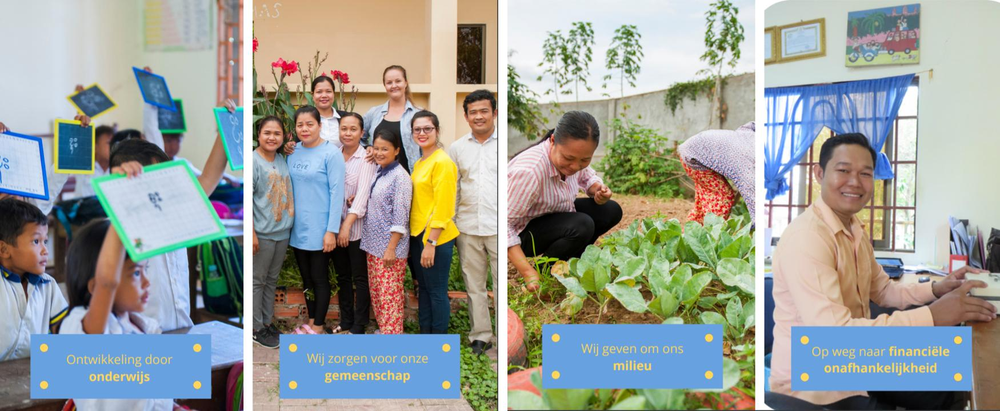 Ontwikkeling door
onderwijs
LOVE
Wij zorgen voor onze
gemeenschap
Wij geven om ons
milieu
Op weg naar financiële
onafhankelijkheid